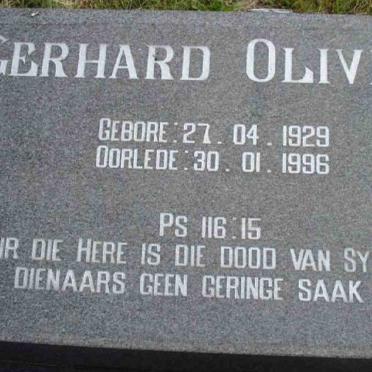 GERHARD OLIV
GEBORE: 27. 04. 1929
OORLEDE: 30. 01. 1996
PS 116:15
IR DIE HERE IS DIE DOOD VAN SY
DIENAARS GEEN GERINGE SAAK